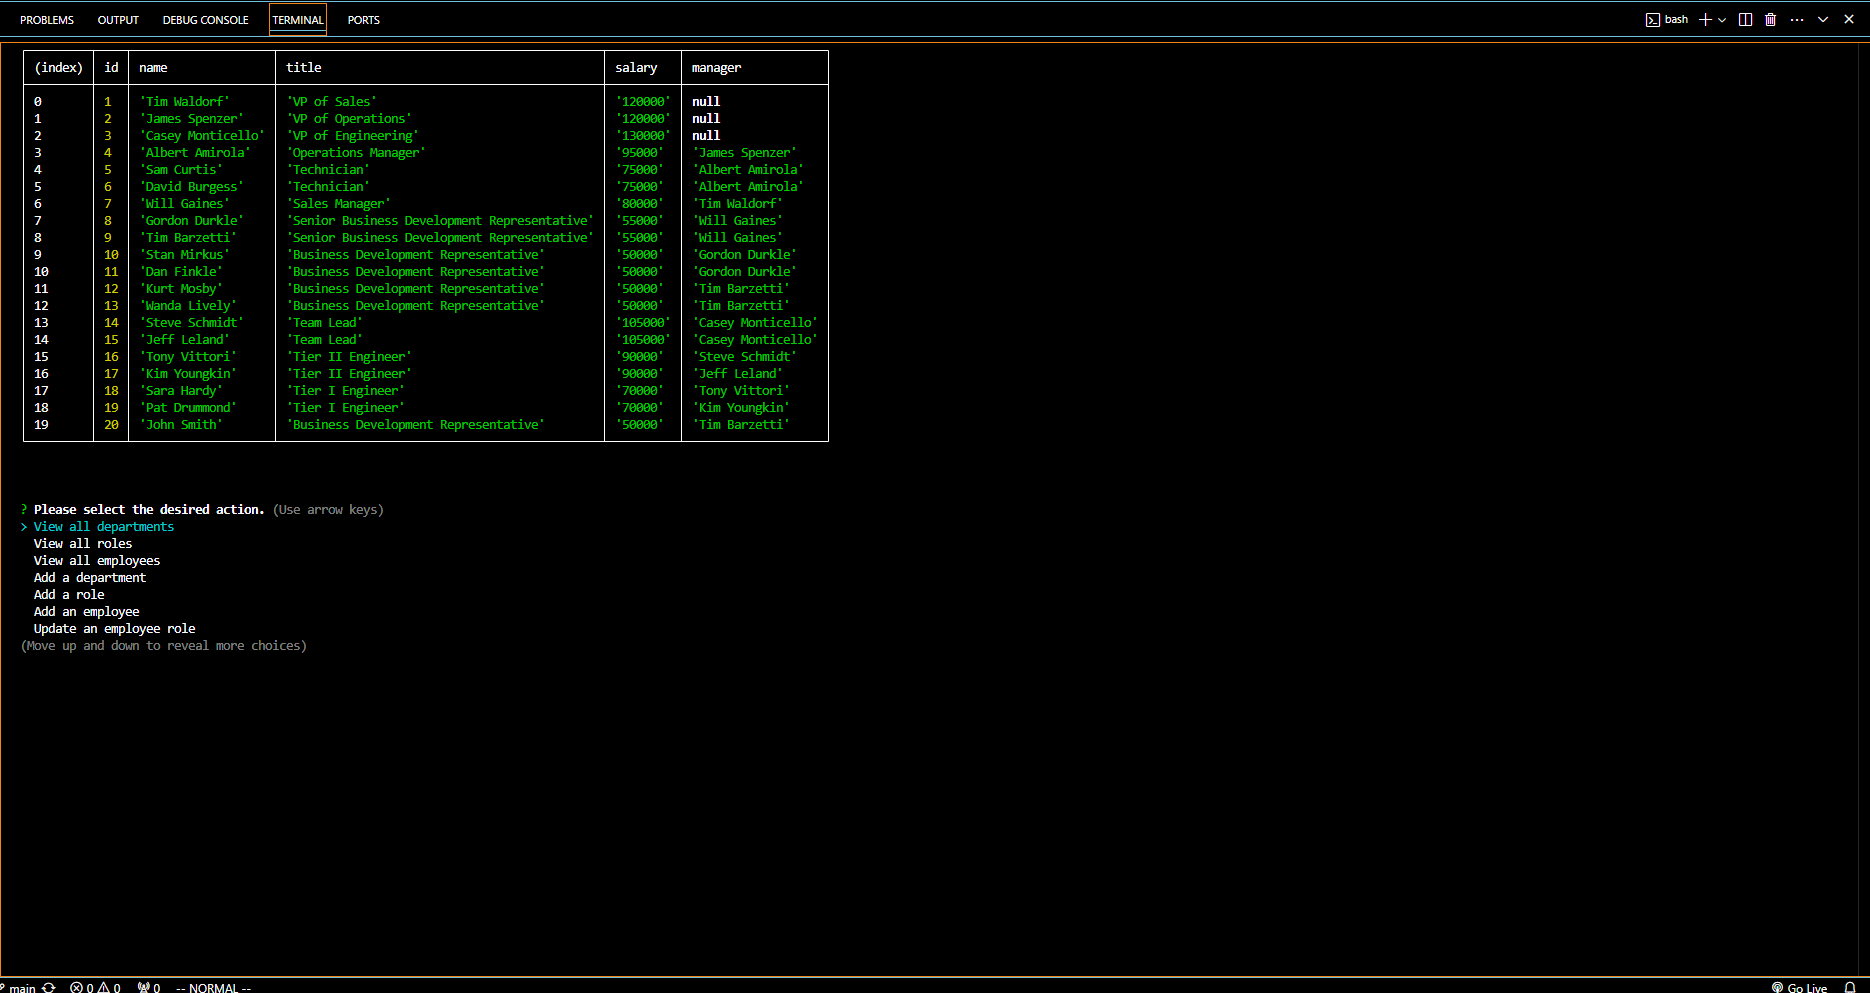 PROBLEMS OUTPUT DEBUG CONSOLE TERMINAL PORTS bash
(index) id name title salary manager
0 1 'Tim Waldorf' 'VP of Sales' '120000' null
1 2 'James Spenzer' 'VP of Operations' '120000' null
2 3 'Casey Monticello' 'VP of Engineering' '130000' null
3 4 'Albert Amirola' 'Operations Manager' '95000' 'James Spenzer'
4 5 'Sam Curtis' 'Technician' '75000' 'Albert Amirola'
5 6 'David Burgess' 'Technician' '75000' 'Albert Amirola'
6 7 'Will Gaines' 'Sales Manager' '80000' 'Tim Waldorf'
7 8 'Gordon Durkle' 'Senior Business Development Representative' '55000' 'Will Gaines'
8 9 'Tim Barzetti' 'Senior Business Development Representative' '55000' 'Will Gaines'
9 10 'Stan Mirkus' 'Business Development Representative' '50000' 'Gordon Durkle'
10 11 'Dan Finkle' 'Business Development Representative' '50000' 'Gordon Durkle'
11 12 'Kurt Mosby' 'Business Development Representative' '50000' 'Tim Barzetti'
12 13 'Wanda Lively' 'Business Development Representative' '50000' 'Tim Barzetti'
13 14 'Steve Schmidt' 'Team Lead' '105000' 'Casey Monticello'
14 15 'Jeff Leland' 'Team Lead' '105000' 'Casey Monticello'
15 16 'Tony Vittori' 'Tier II Engineer' '90000' 'Steve Schmidt'
16 17 'Kim Youngkin' 'Tier II Engineer' '90000' 'Jeff Leland'
17 18 'Sara Hardy' 'Tier I Engineer' '70000' 'Tony Vittori'
18 19 'Pat Drummond' 'Tier I Engineer' '70000' 'Kim Youngkin'
19 20 'John Smith' 'Business Development Representative' '50000' 'Tim Barzetti'
? Please select the desired action. (Use arrow keys)
> View all departments
View all roles
View all employees
Add a department
Add a role
Add an employee
Update an employee role
(Move up and down to reveal more choices)
main 0 0 0 -- NORMAL -- Go Live